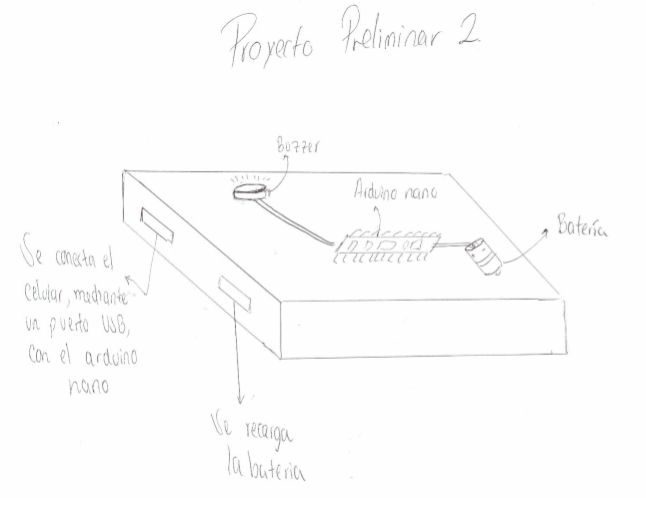 Proyecto Preliminar 2
Buzzer
Arduino nano
Batería
Se conecta el
celular, mediante
un puerto USB,
con el arduino
nano
Se recarga
la bateria